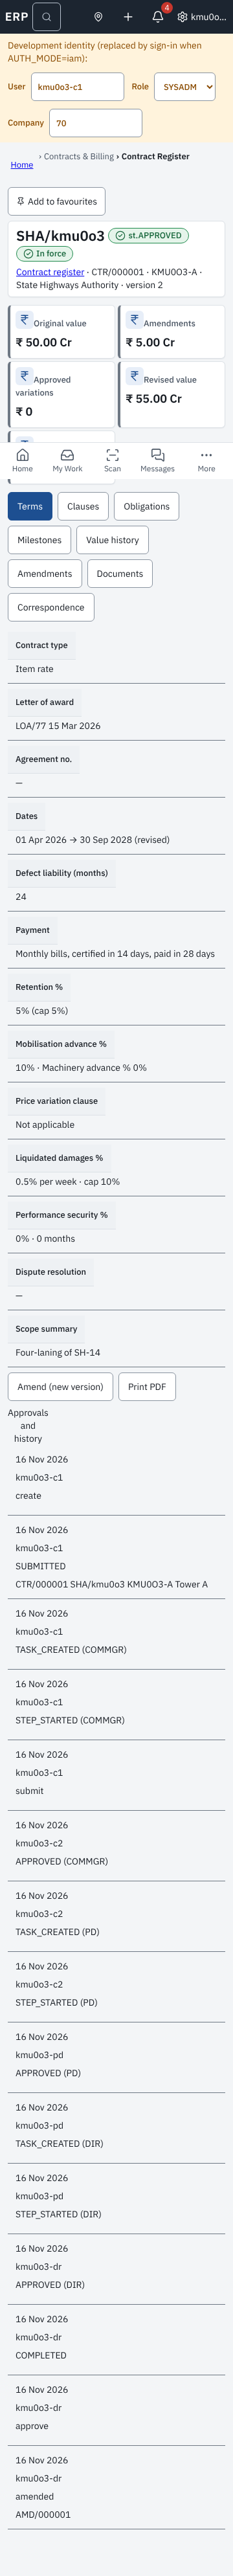 ERP
4
kmu0o...
Development identity (replaced by sign-in when
AUTH_MODE=iam):
User kmu0o3-c1 Role SYSADM
Company 70
Home › Contracts & Billing › Contract Register
Add to favourites
SHA/kmu0o3 st.APPROVED
In force
Contract register · CTR/000001 · KMU0O3-A ·
State Highways Authority · version 2
Original value
₹ 50.00 Cr
Amendments
₹ 5.00 Cr
Approved
variations
₹ 0
Revised value
₹ 55.00 Cr
Home
My Work
Scan
Messages
More
Terms
Clauses
Obligations
Milestones
Value history
Amendments
Documents
Correspondence
Contract type
Item rate
Letter of award
LOA/77 15 Mar 2026
Agreement no.
—
Dates
01 Apr 2026 → 30 Sep 2028 (revised)
Defect liability (months)
24
Payment
Monthly bills, certified in 14 days, paid in 28 days
Retention %
5% (cap 5%)
Mobilisation advance %
10% · Machinery advance % 0%
Price variation clause
Not applicable
Liquidated damages %
0.5% per week · cap 10%
Performance security %
0% · 0 months
Dispute resolution
—
Scope summary
Four-laning of SH-14
Amend (new version)
Print PDF
Approvals
and
history
16 Nov 2026
kmu0o3-c1
create
16 Nov 2026
kmu0o3-c1
SUBMITTED
CTR/000001 SHA/kmu0o3 KMU0O3-A Tower A
16 Nov 2026
kmu0o3-c1
TASK_CREATED (COMMGR)
16 Nov 2026
kmu0o3-c1
STEP_STARTED (COMMGR)
16 Nov 2026
kmu0o3-c1
submit
16 Nov 2026
kmu0o3-c2
APPROVED (COMMGR)
16 Nov 2026
kmu0o3-c2
TASK_CREATED (PD)
16 Nov 2026
kmu0o3-c2
STEP_STARTED (PD)
16 Nov 2026
kmu0o3-pd
APPROVED (PD)
16 Nov 2026
kmu0o3-pd
TASK_CREATED (DIR)
16 Nov 2026
kmu0o3-pd
STEP_STARTED (DIR)
16 Nov 2026
kmu0o3-dr
APPROVED (DIR)
16 Nov 2026
kmu0o3-dr
COMPLETED
16 Nov 2026
kmu0o3-dr
approve
16 Nov 2026
kmu0o3-dr
amended
AMD/000001